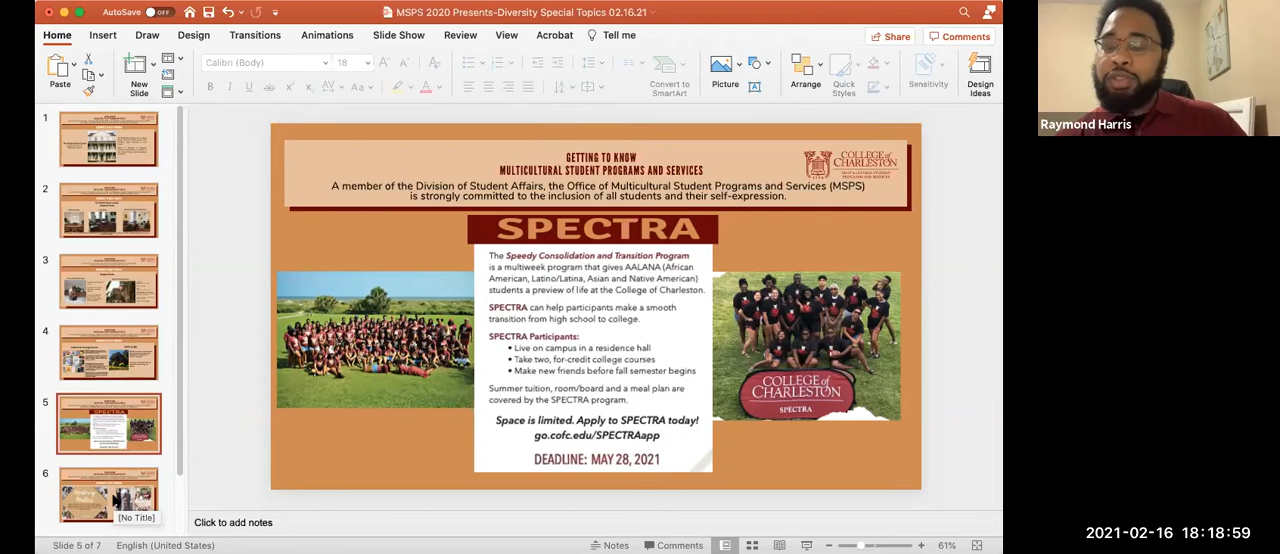 AutoSave OFF
MSPS 2020 Presents-Diversity Special Topics 02.16.21
Home Insert Draw Design Transitions Animations Slide Show Review View Acrobat Tell me
Share Comments
Calibri (Body) 18
Paste
New
Slide
Convert to
SmartArt
Picture
Arrange
Quick
Styles
Sensitivity
Design
Ideas
Raymond Harris
1
2
3
4
5
6
[No Title]
GETTING TO KNOW
MULTICULTURAL STUDENT PROGRAMS AND SERVICES
A member of the Division of Student Affairs, the Office of Multicultural Student Programs and Services (MSPS)
is strongly committed to the inclusion of all students and their self-expression.
COLLEGE of
CHARLESTON
SPECTRA
The Speedy Consolidation and Transition Program
is a multiweek program that gives AALANA (African
American, Latino/Latina, Asian and Native American)
students a preview of life at the College of Charleston.
SPECTRA can help participants make a smooth
transition from high school to college.
SPECTRA Participants:
• Live on campus in a residence hall
• Take two, for-credit college courses
• Make new friends before fall semester begins
Summer tuition, room/board and a meal plan are
covered by the SPECTRA program.
Space is limited. Apply to SPECTRA today!
go.cofc.edu/SPECTRAapp
DEADLINE: MAY 28, 2021
COLLEGE of
CHARLESTON
SPECTRA
Click to add notes
Slide 5 of 7 English (United States) Notes Comments 61%
2021-02-16 18:18:59